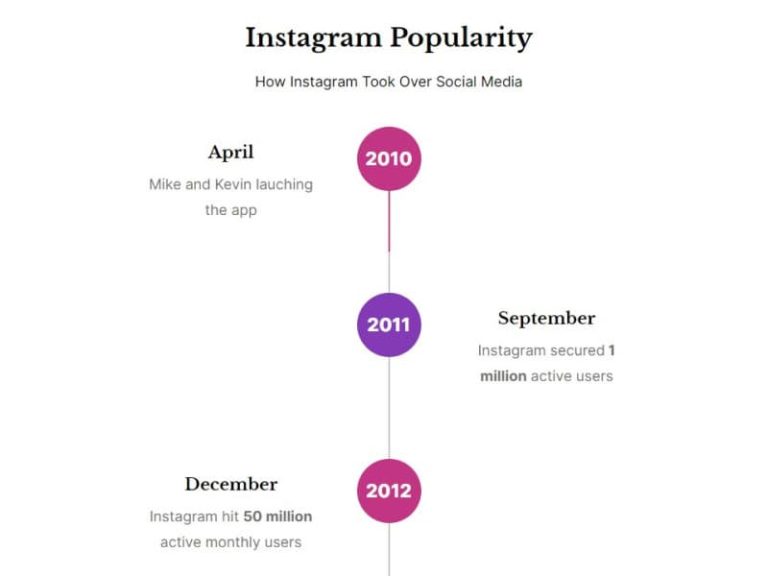 Instagram Popularity
How Instagram Took Over Social Media
2010
April
Mike and Kevin lauching
the app
2011
September
Instagram secured 1
million active users
2012
December
Instagram hit 50 million
active monthly users